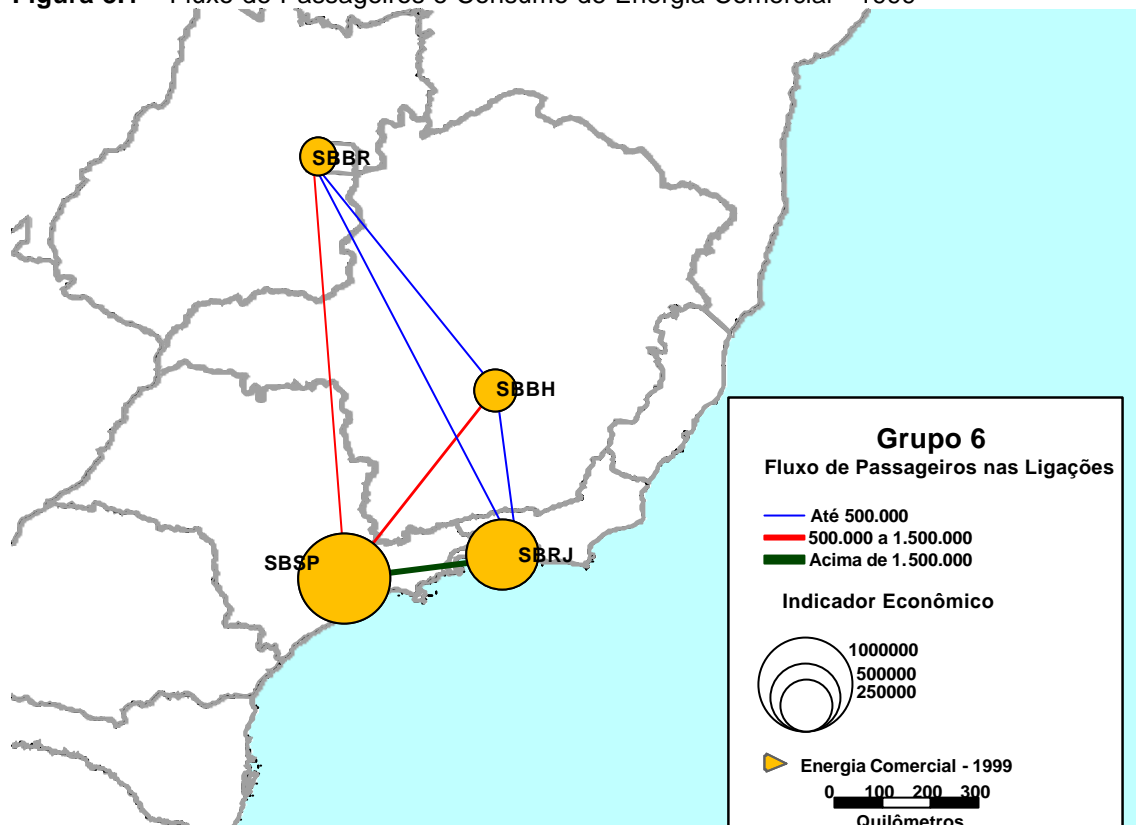 Fluxo de Passageiros e Consumo de Energia Comercial
SBBR
SBBH
SBSP
SBRJ
Grupo 6
Fluxo de Passageiros nas Ligações
Até 500.000
500.000 a 1.500.000
Acima de 1.500.000
Indicador Econômico
1000000
500000
250000
Energia Comercial - 1999
0 100 200 300
Quilômetros